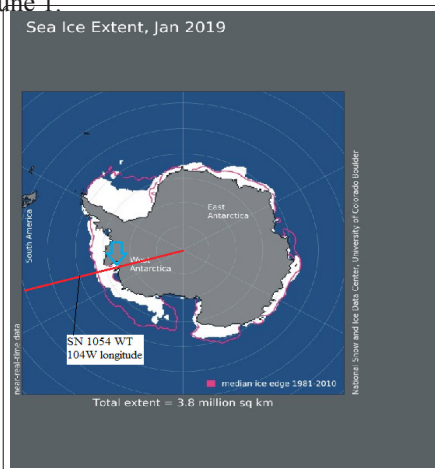 une 1.
Sea Ice Extent, Jan 2019
East
Antarctica
South America
West
Antarctica
SN 1054 WT
104W longitude
near-real-time data
National Snow and Ice Data Center, University of Colorado Boulder
median ice edge 1981-2010
Total extent = 3.8 million sq km